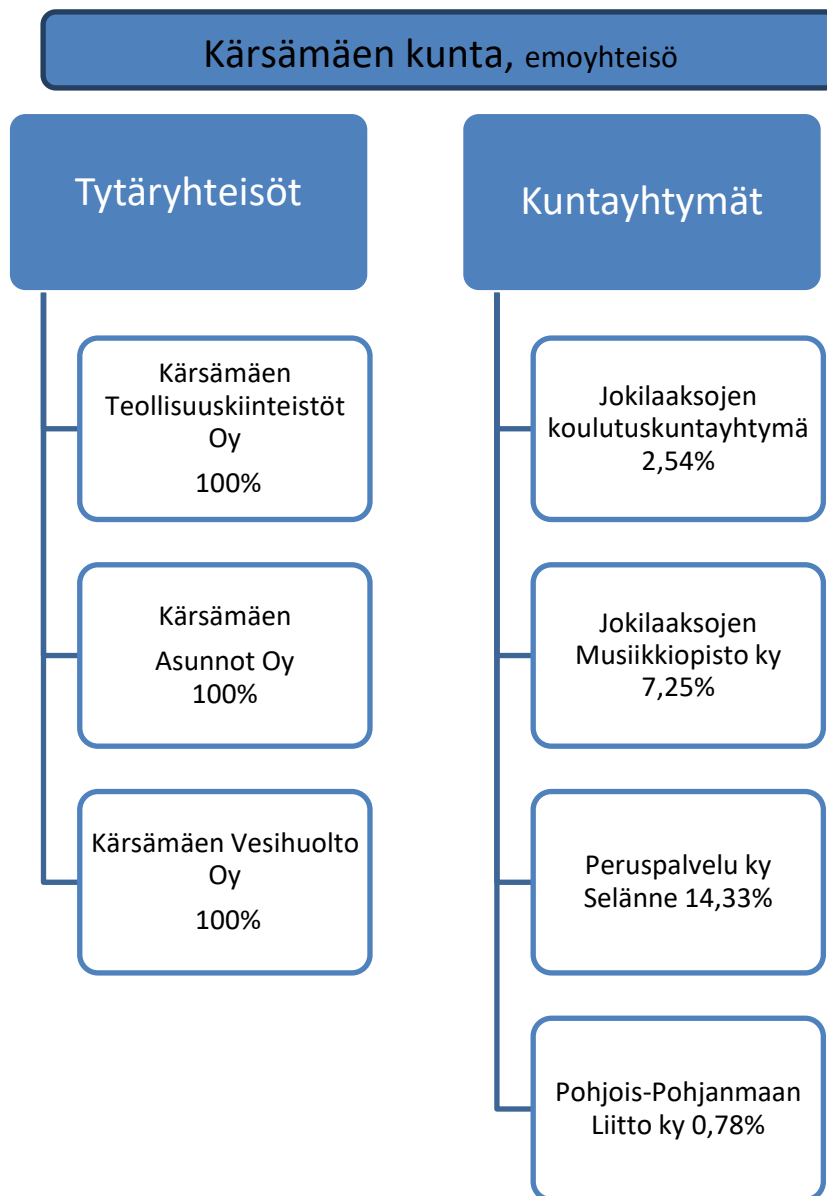 Kärsämäen kunta, emoyhteisö
Tytäryhteisöt
Kärsämäen
Teollisuuskiinteistöt
Oy
100%
Kärsämäen
Asunnot Oy
100%
Kärsämäen Vesihuolto
Oy
100%
Kuntayhtymät
Jokilaaksojen
koulutuskuntayhtymä
2,54%
Jokilaaksojen
Musiikkiopisto ky
7,25%
Peruspalvelu ky
Selänne 14,33%
Pohjois-Pohjanmaan
Liitto ky 0,78%